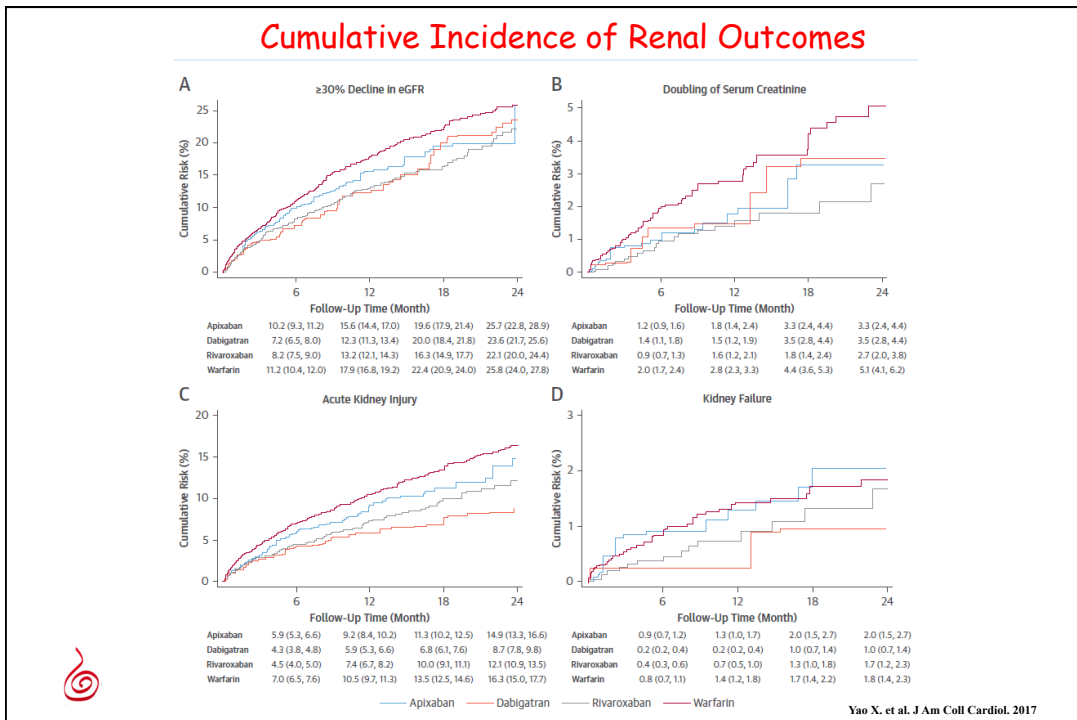 Cumulative Incidence of Renal Outcomes
A
≥30% Decline in eGFR
Cumulative Risk (%)
25
20
15
10
5
0
6 12 18 24
Follow-Up Time (Month)
Apixaban 10.2 (9.3, 11.2) 15.6 (14.4, 17.0) 19.6 (17.9, 21.4) 25.7 (22.8, 28.9)
Dabigatran 7.2 (6.5, 8.0) 12.3 (11.3, 13.4) 20.0 (18.4, 21.8) 23.6 (21.7, 25.6)
Rivaroxaban 8.2 (7.5, 9.0) 13.2 (12.1, 14.3) 16.3 (14.9, 17.7) 22.1 (20.0, 24.4)
Warfarin 11.2 (10.4, 12.0) 17.9 (16.8, 19.2) 22.4 (20.9, 24.0) 25.8 (24.0, 27.8)
B
Doubling of Serum Creatinine
Cumulative Risk (%)
5
4
3
2
1
0
6 12 18 24
Follow-Up Time (Month)
1.2 (0.9, 1.6) 1.8 (1.4, 2.4) 3.3 (2.4, 4.4) 3.3 (2.4, 4.4)
1.4 (1.1, 1.8) 1.5 (1.2, 1.9) 3.5 (2.8, 4.4) 3.5 (2.8, 4.4)
0.9 (0.7, 1.3) 1.6 (1.2, 2.1) 1.8 (1.4, 2.4) 2.7 (2.0, 3.8)
2.0 (1.7, 2.4) 2.8 (2.3, 3.3) 4.4 (3.6, 5.3) 5.1 (4.1, 6.2)
C
Acute Kidney Injury
Cumulative Risk (%)
20
15
10
5
0
6 12 18 24
Follow-Up Time (Month)
Apixaban 5.9 (5.3, 6.6) 9.2 (8.4, 10.2) 11.3 (10.2, 12.5) 14.9 (13.3, 16.6)
Dabigatran 4.3 (3.8, 4.8) 5.9 (5.3, 6.6) 6.8 (6.1, 7.6) 8.7 (7.8, 9.8)
Rivaroxaban 4.5 (4.0, 5.0) 7.4 (6.7, 8.2) 10.0 (9.1, 11.1) 12.1 (10.9, 13.5)
Warfarin 7.0 (6.5, 7.6) 10.5 (9.7, 11.3) 13.5 (12.5, 14.6) 16.3 (15.0, 17.7)
D
Kidney Failure
Cumulative Risk (%)
3
2
1
0
6 12 18 24
Follow-Up Time (Month)
0.9 (0.7, 1.2) 1.3 (1.0, 1.7) 2.0 (1.5, 2.7) 2.0 (1.5, 2.7)
0.2 (0.2, 0.4) 0.2 (0.2, 0.4) 1.0 (0.7, 1.4) 1.0 (0.7, 1.4)
0.4 (0.3, 0.6) 0.7 (0.5, 1.0) 1.3 (1.0, 1.8) 1.7 (1.2, 2.3)
0.8 (0.7, 1.1) 1.4 (1.2, 1.8) 1.7 (1.4, 2.2) 1.8 (1.4, 2.3)
Apixaban Dabigatran Rivaroxaban Warfarin
Yao X, et al. J Am Coll Cardiol. 2017